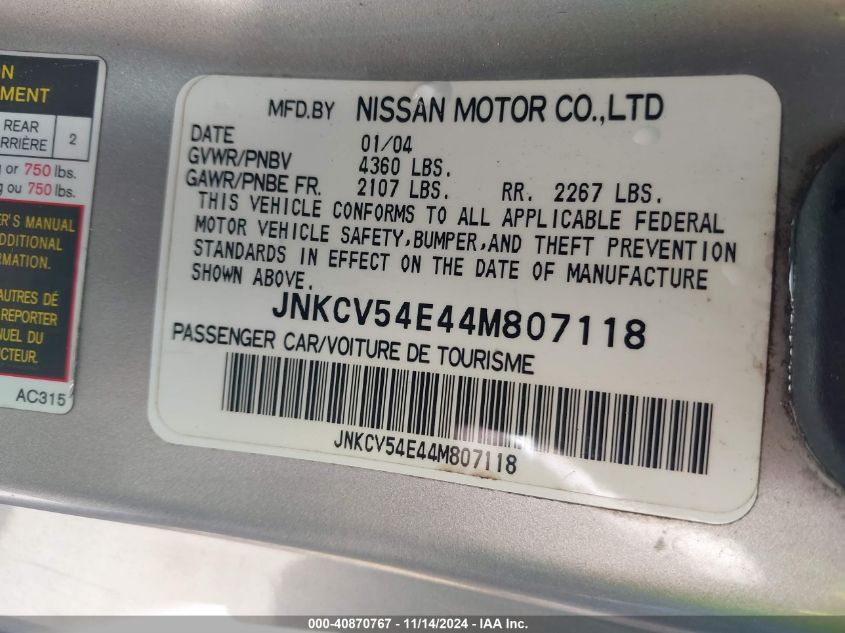 ON
EMENT
REAR
ARRIÈRE
2
g or 750 lbs.
g ou 750 lbs.
ER'S MANUAL
ADDITIONAL
RMATION.
AUTRES DÉ
REPORTER
NUEL DU
UCTEUR.
AC315
MFD.BY NISSAN MOTOR CO.,LTD
DATE 01/04
GVWR/PNBV 4360 LBS.
GAWR/PNBE FR. 2107 LBS. RR. 2267 LBS.
THIS VEHICLE CONFORMS TO ALL APPLICABLE FEDERAL
MOTOR VEHICLE SAFETY,BUMPER,AND THEFT PREVENTION
STANDARDS IN EFFECT ON THE DATE OF MANUFACTURE
SHOWN ABOVE.
JNKCV54E44M807118
PASSENGER CAR/VOITURE DE TOURISME
JNKCV54E44M807118
000-40870767 - 11/14/2024 - IAA Inc.